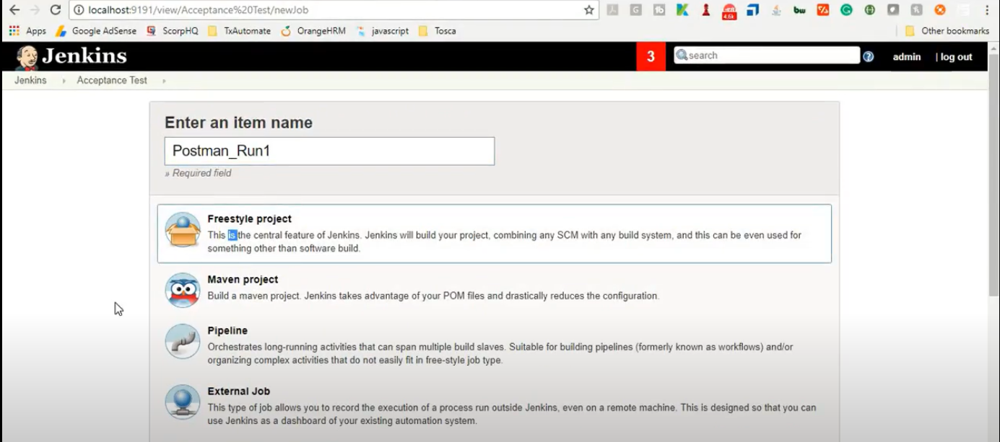 localhost:9191/view/Acceptance%20Test/newJob
Apps Google AdSense ScorpHQ TxAutomate OrangeHRM javascript Tosca Other bookmarks
Jenkins 3 search admin | log out
Jenkins Acceptance Test
Enter an item name
Postman_Run1
» Required field
Freestyle project
This is the central feature of Jenkins. Jenkins will build your project, combining any SCM with any build system, and this can be even used for
something other than software build.
Maven project
Build a maven project. Jenkins takes advantage of your POM files and drastically reduces the configuration.
Pipeline
Orchestrates long-running activities that can span multiple build slaves. Suitable for building pipelines (formerly known as workflows) and/or
organizing complex activities that do not easily fit in free-style job type.
External Job
This type of job allows you to record the execution of a process run outside Jenkins, even on a remote machine. This is designed so that you can
use Jenkins as a dashboard of your existing automation system.